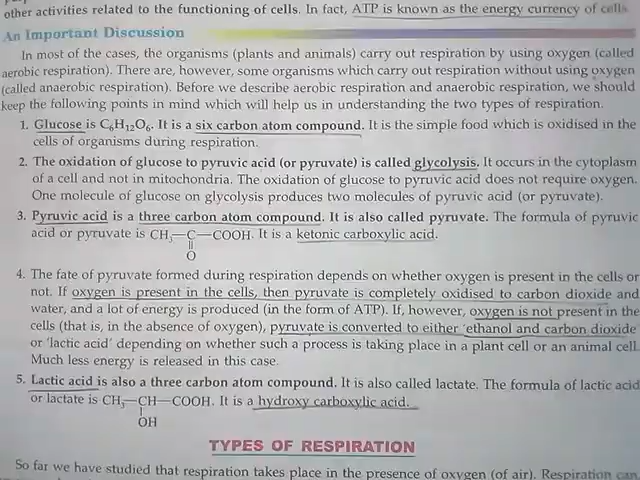 other activities related to the functioning of cells. In fact, ATP is known as the energy currency of cells.
An Important Discussion
In most of the cases, the organisms (plants and animals) carry out respiration by using oxygen (called
aerobic respiration). There are, however, some organisms which carry out respiration without using oxygen
(called anaerobic respiration). Before we describe aerobic respiration and anaerobic respiration, we should
keep the following points in mind which will help us in understanding the two types of respiration.
1. Glucose is C₆H₁₂O₆. It is a six carbon atom compound. It is the simple food which is oxidised in the
cells of organisms during respiration.
2. The oxidation of glucose to pyruvic acid (or pyruvate) is called glycolysis. It occurs in the cytoplasm
of a cell and not in mitochondria. The oxidation of glucose to pyruvic acid does not require oxygen.
One molecule of glucose on glycolysis produces two molecules of pyruvic acid (or pyruvate).
3. Pyruvic acid is a three carbon atom compound. It is also called pyruvate. The formula of pyruvic
acid or pyruvate is CH₃—C—COOH. It is a ketonic carboxylic acid.
||
O
4. The fate of pyruvate formed during respiration depends on whether oxygen is present in the cells or
not. If oxygen is present in the cells, then pyruvate is completely oxidised to carbon dioxide and
water, and a lot of energy is produced (in the form of ATP). If, however, oxygen is not present in the
cells (that is, in the absence of oxygen), pyruvate is converted to either 'ethanol and carbon dioxide'
or 'lactic acid' depending on whether such a process is taking place in a plant cell or an animal cell.
Much less energy is released in this case.
5. Lactic acid is also a three carbon atom compound. It is also called lactate. The formula of lactic acid
or lactate is CH₃—CH—COOH. It is a hydroxy carboxylic acid.
|
OH
TYPES OF RESPIRATION
So far we have studied that respiration takes place in the presence of oxygen (of air). Respiration can